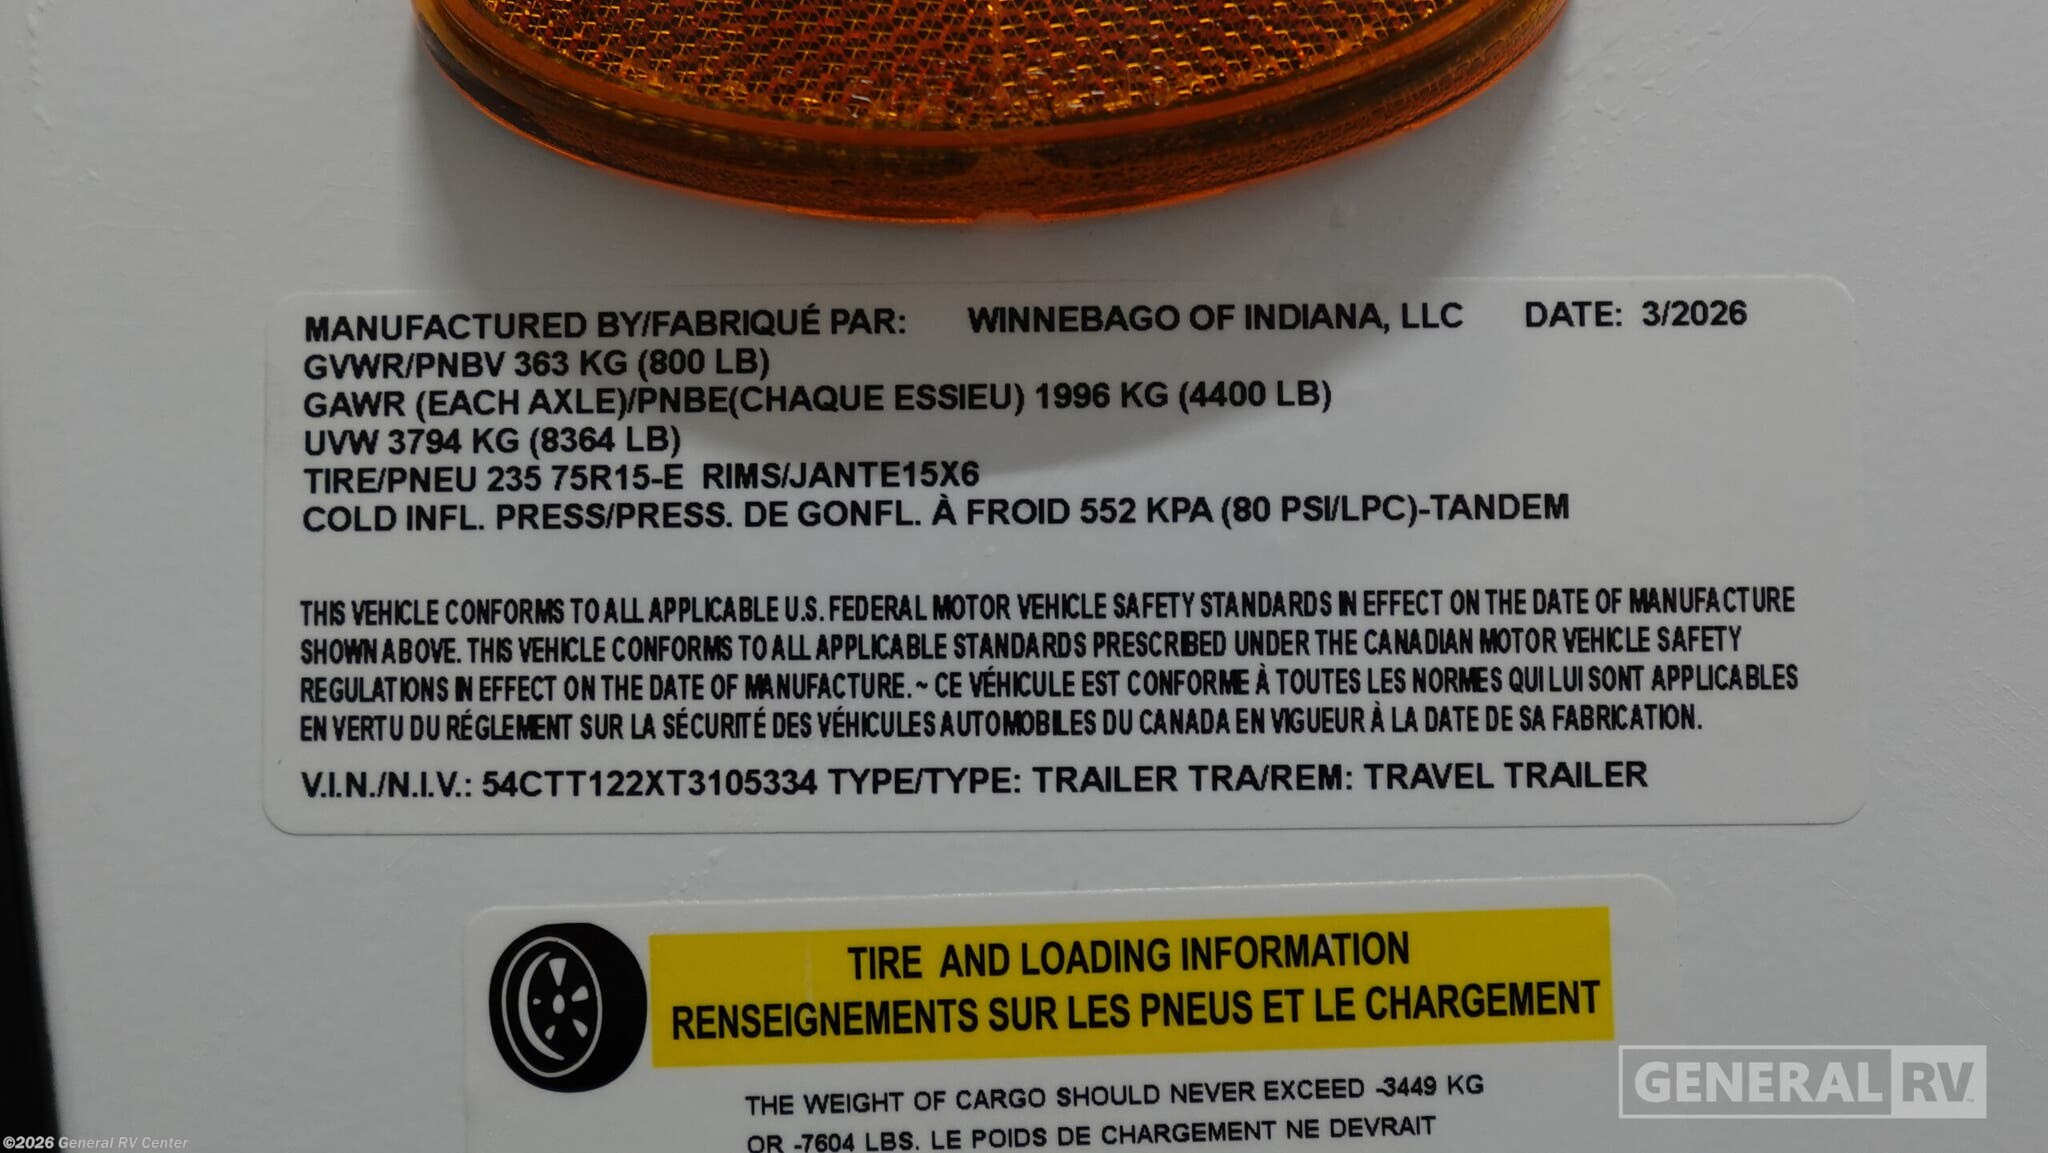 MANUFACTURED BY/FABRIQUÉ PAR: WINNEBAGO OF INDIANA, LLC DATE: 3/2026
GVWR/PNBV 363 KG (800 LB)
GAWR (EACH AXLE)/PNBE(CHAQUE ESSIEU) 1996 KG (4400 LB)
UVW 3794 KG (8364 LB)
TIRE/PNEU 235 75R15-E RIMS/JANTE15X6
COLD INFL. PRESS/PRESS. DE GONFL. À FROID 552 KPA (80 PSI/LPC)-TANDEM
THIS VEHICLE CONFORMS TO ALL APPLICABLE U.S. FEDERAL MOTOR VEHICLE SAFETY STANDARDS IN EFFECT ON THE DATE OF MANUFACTURE
SHOWN ABOVE. THIS VEHICLE CONFORMS TO ALL APPLICABLE STANDARDS PRESCRIBED UNDER THE CANADIAN MOTOR VEHICLE SAFETY
REGULATIONS IN EFFECT ON THE DATE OF MANUFACTURE.~ CE VÉHICULE EST CONFORME À TOUTES LES NORMES QUI LUI SONT APPLICABLES
EN VERTU DU RÉGLEMENT SUR LA SÉCURITÉ DES VÉHICULES AUTOMOBILES DU CANADA EN VIGUEUR À LA DATE DE SA FABRICATION.
V.I.N./N.I.V.: 54CTT122XT3105334 TYPE/TYPE: TRAILER TRA/REM: TRAVEL TRAILER
TIRE AND LOADING INFORMATION
RENSEIGNEMENTS SUR LES PNEUS ET LE CHARGEMENT
THE WEIGHT OF CARGO SHOULD NEVER EXCEED -3449 KG
OR -7604 LBS. LE POIDS DE CHARGEMENT NE DEVRAIT
GENERAL RV
©2026 General RV Center